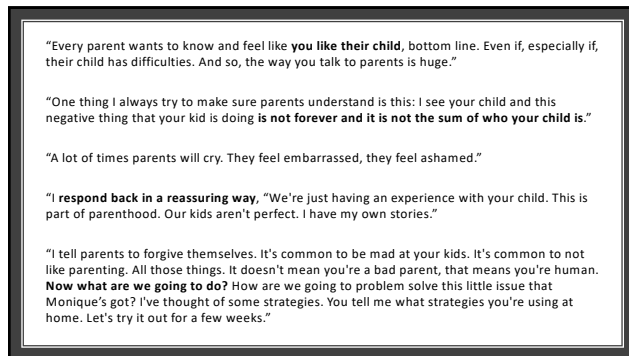 “Every parent wants to know and feel like you like their child, bottom line. Even if, especially if,
their child has difficulties. And so, the way you talk to parents is huge.”
“One thing I always try to make sure parents understand is this: I see your child and this
negative thing that your kid is doing is not forever and it is not the sum of who your child is.”
“A lot of times parents will cry. They feel embarrassed, they feel ashamed.”
“I respond back in a reassuring way, “We're just having an experience with your child. This is
part of parenthood. Our kids aren't perfect. I have my own stories.”
“I tell parents to forgive themselves. It's common to be mad at your kids. It's common to not
like parenting. All those things. It doesn't mean you're a bad parent, that means you're human.
Now what are we going to do? How are we going to problem solve this little issue that
Monique’s got? I've thought of some strategies. You tell me what strategies you're using at
home. Let's try it out for a few weeks.”